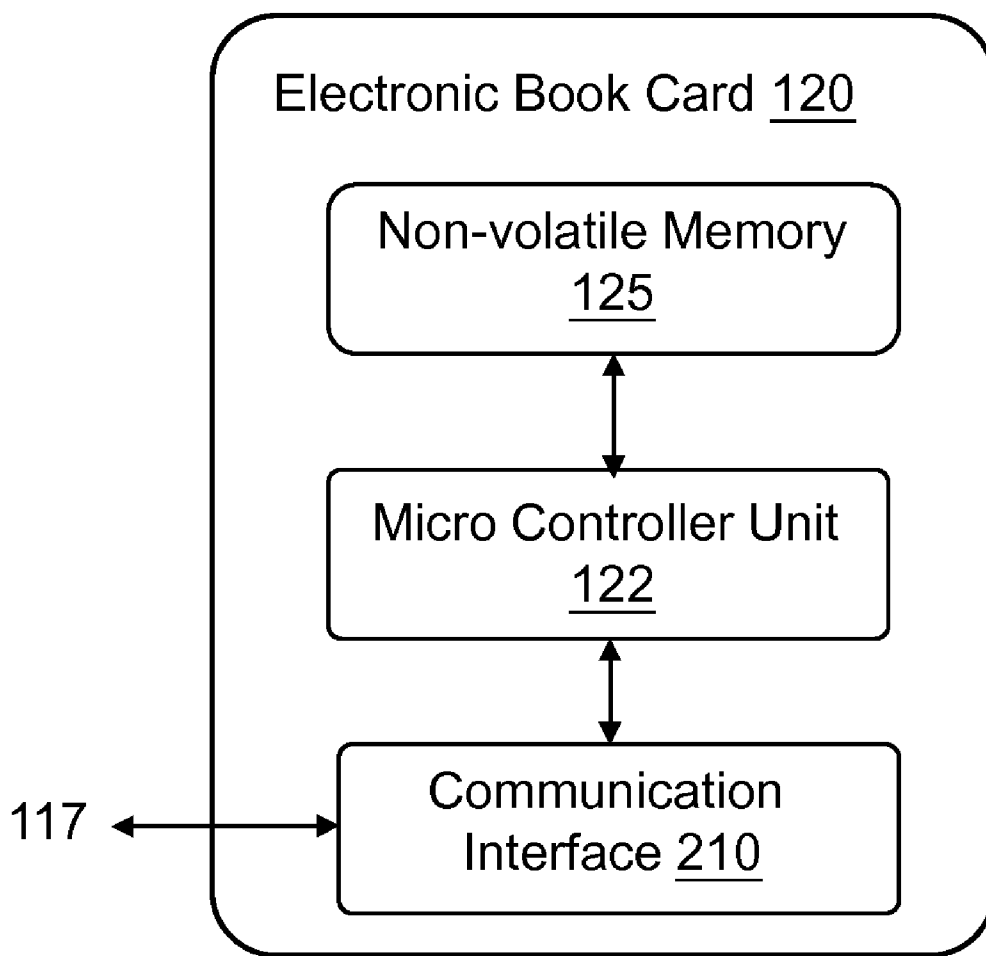 Electronic Book Card 120
Non-volatile Memory
125
Micro Controller Unit
122
Communication
Interface 210
117